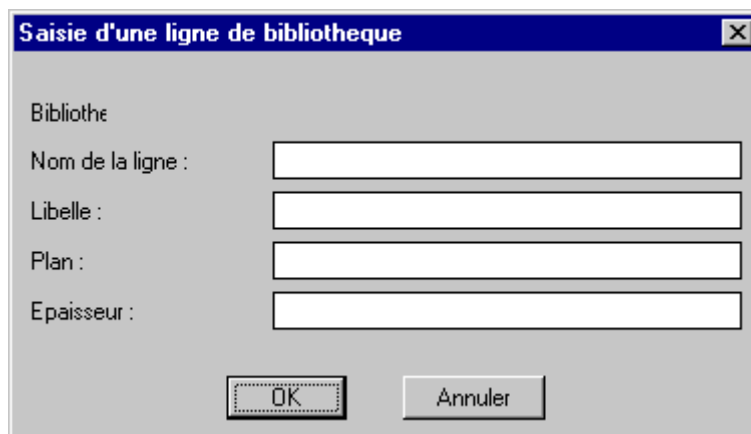 Saisie d'une ligne de bibliotheque
Bibliothe
Nom de la ligne :
Libelle :
Plan :
Epaisseur :
OK
Annuler